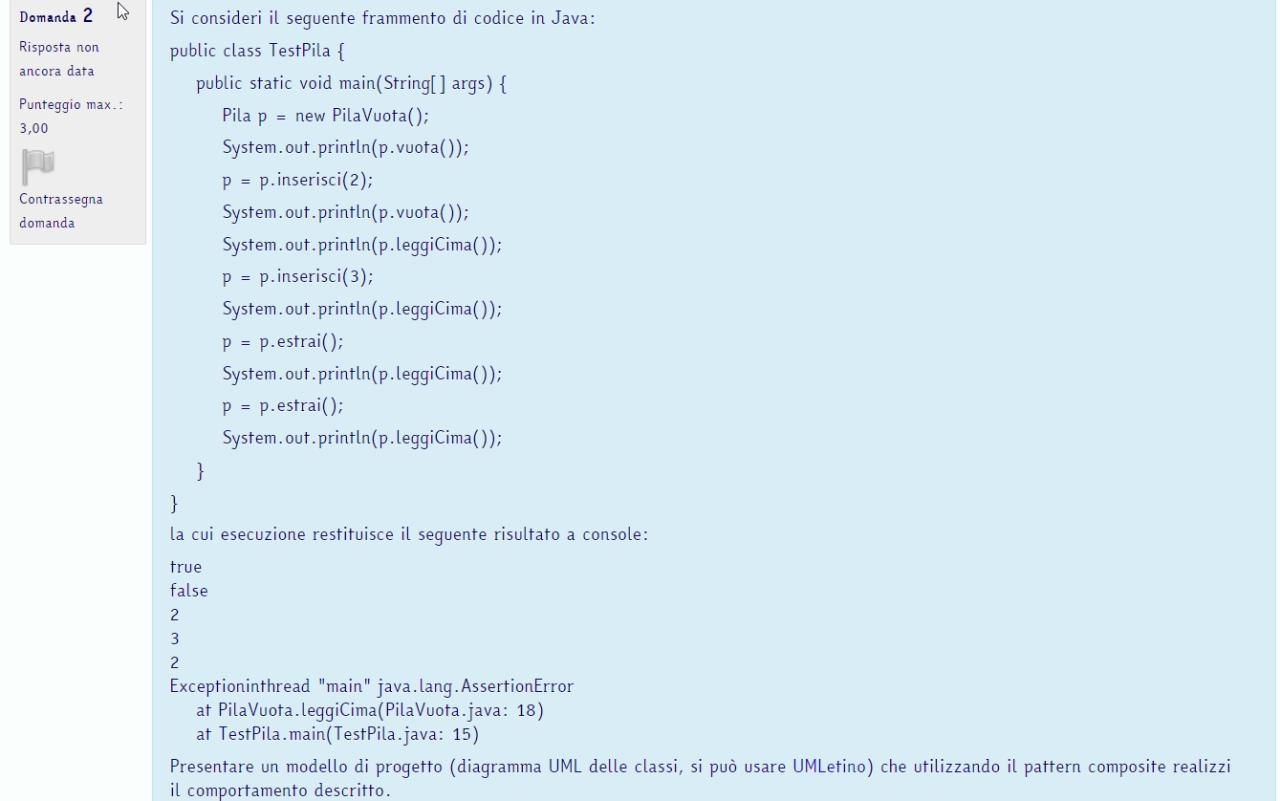 Domanda 2
Risposta non
ancora data
Punteggio max.:
3,00
Contrassegna
domanda
Si consideri il seguente frammento di codice in Java:
public class TestPila {
public static void main(String[] args) {
Pila p = new PilaVuota();
System.out.println(p.vuota());
p = p.inserisci(2);
System.out.println(p.vuota());
System.out.println(p.leggiCima());
p = p.inserisci(3);
System.out.println(p.leggiCima());
p = p.estrai();
System.out.println(p.leggiCima());
p = p.estrai();
System.out.println(p.leggiCima());
}
}
la cui esecuzione restituisce il seguente risultato a console:
true
false
2
3
2
Exceptioninthread "main" java.lang.AssertionError
at PilaVuota.leggiCima(PilaVuota.java: 18)
at TestPila.main(TestPila.java: 15)
Presentare un modello di progetto (diagramma UML delle classi, si può usare UMLetino) che utilizzando il pattern composite realizzi
il comportamento descritto.